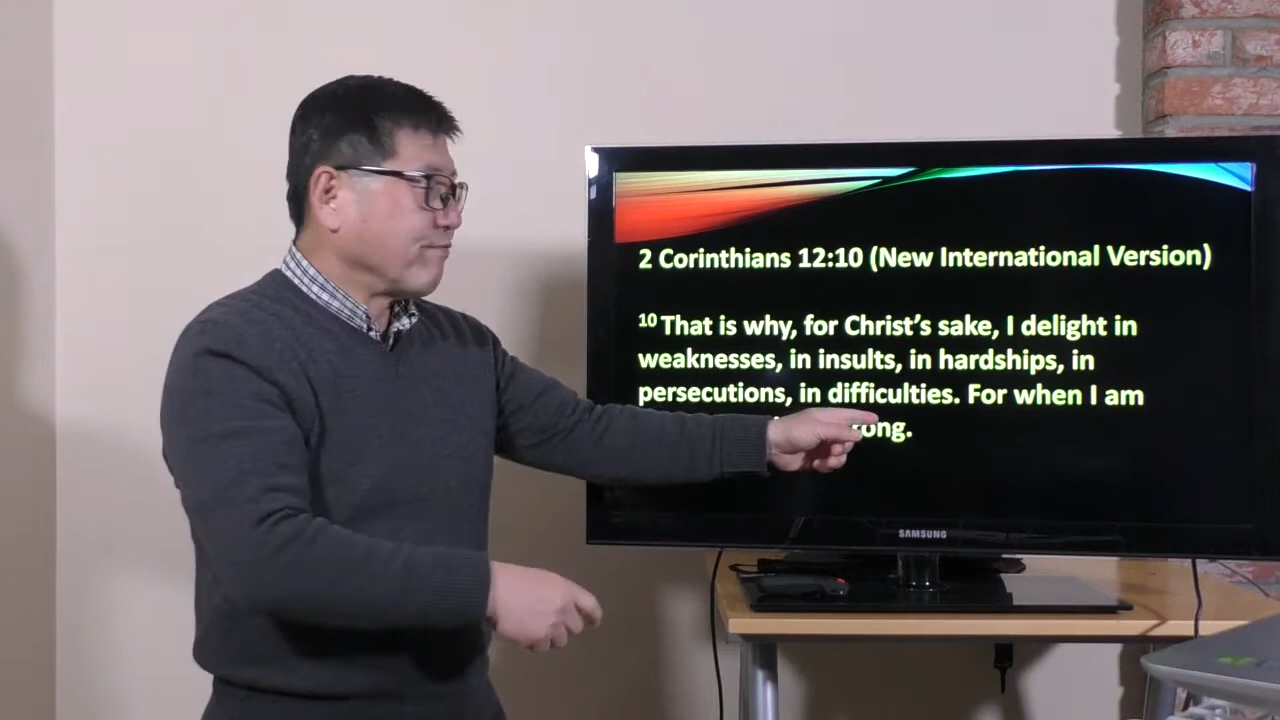 2 Corinthians 12:10 (New International Version)
10 That is why, for Christ's sake, I delight in
weaknesses, in insults, in hardships, in
persecutions, in difficulties. For when I am
SAMSUNG